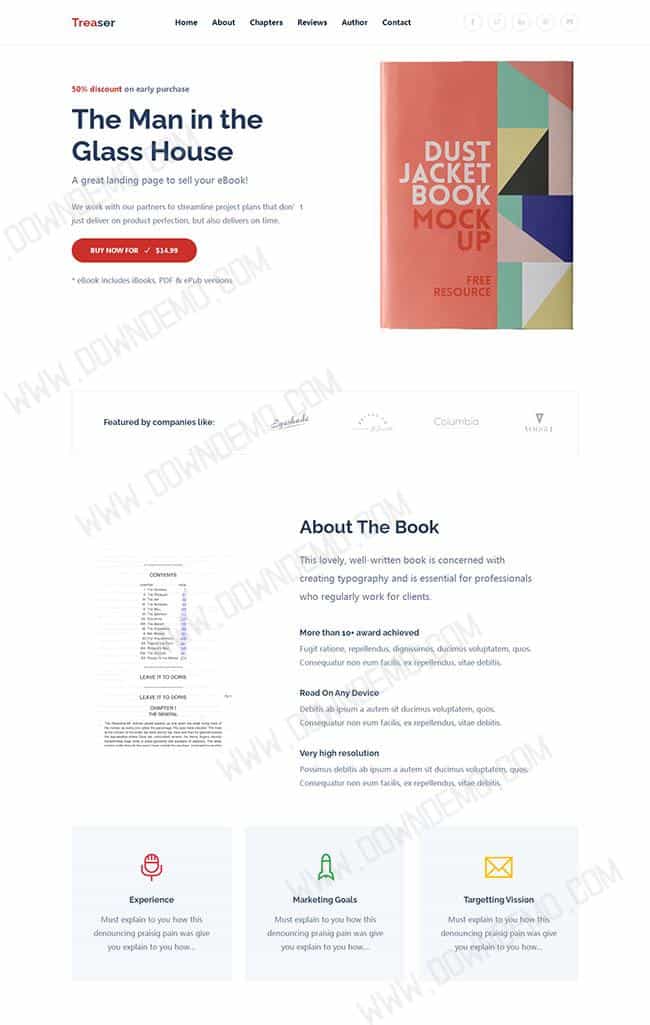 Treaser
Home About Chapters Reviews Author Contact
50% discount on early purchase
The Man in the
Glass House
A great landing page to sell your eBook!
We work with our partners to streamline project plans that don' t
just deliver on product perfection, but also delivers on time.
BUY NOW FOR ✓ $14.99
* eBook includes iBooks, PDF & ePub versions
DUST
JACKET
BOOK
MOCK
UP
FREE
RESOURCE
WWW.DOWNDEMO.COM
Featured by companies like:
Columbia
About The Book
This lovely, well-written book is concerned with
creating typography and is essential for professionals
who regularly work for clients.
CONTENTS
LEAVE IT TO DORIS
LEAVE IT TO DORIS
CHAPTER I
THE GENERAL
More than 10+ award achieved
Fugit ratione, repellendus, dignissimos, ducimus voluptatem, quos.
Consequatur non eum facilis, ex repellendus, vitae debitis.
Read On Any Device
Debitis ab ipsum a autem sit ducimus voluptatem, quos.
Consequatur non eum facilis, ex repellendus, vitae debitis.
Very high resolution
Possimus debitis ab ipsum a autem sit ducimus voluptatem, quos.
Consequatur non eum facilis, ex repellendus, vitae debitis.
Experience
Must explain to you how this
denouncing praisig pain was give
you explain to you how...
Marketing Goals
Must explain to you how this
denouncing praisig pain was give
you explain to you how...
Targetting Vission
Must explain to you how this
denouncing praisig pain was give
you explain to you how...